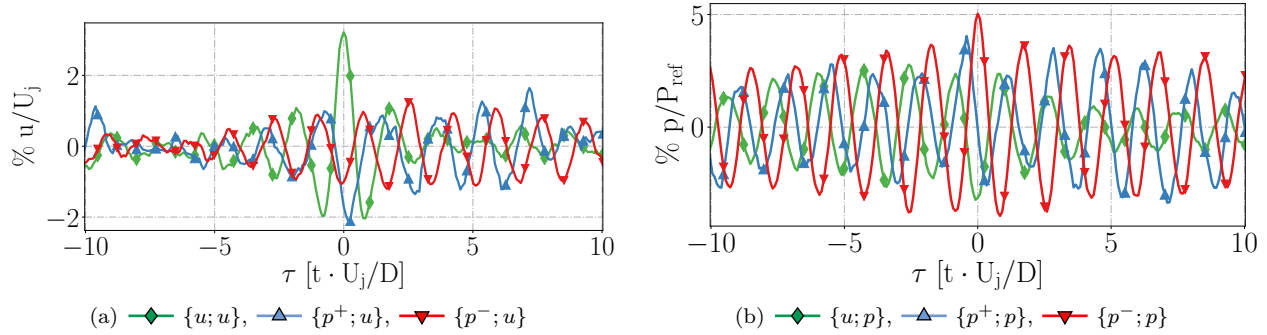 % u/U_j
2
0
−2
−10
−5
0
5
10
τ [t · U_j/D]
(a) {u; u}, {p⁺; u}, {p⁻; u}
% p/P_ref
5
0
−10
−5
0
5
10
τ [t · U_j/D]
(b) {u; p}, {p⁺; p}, {p⁻; p}